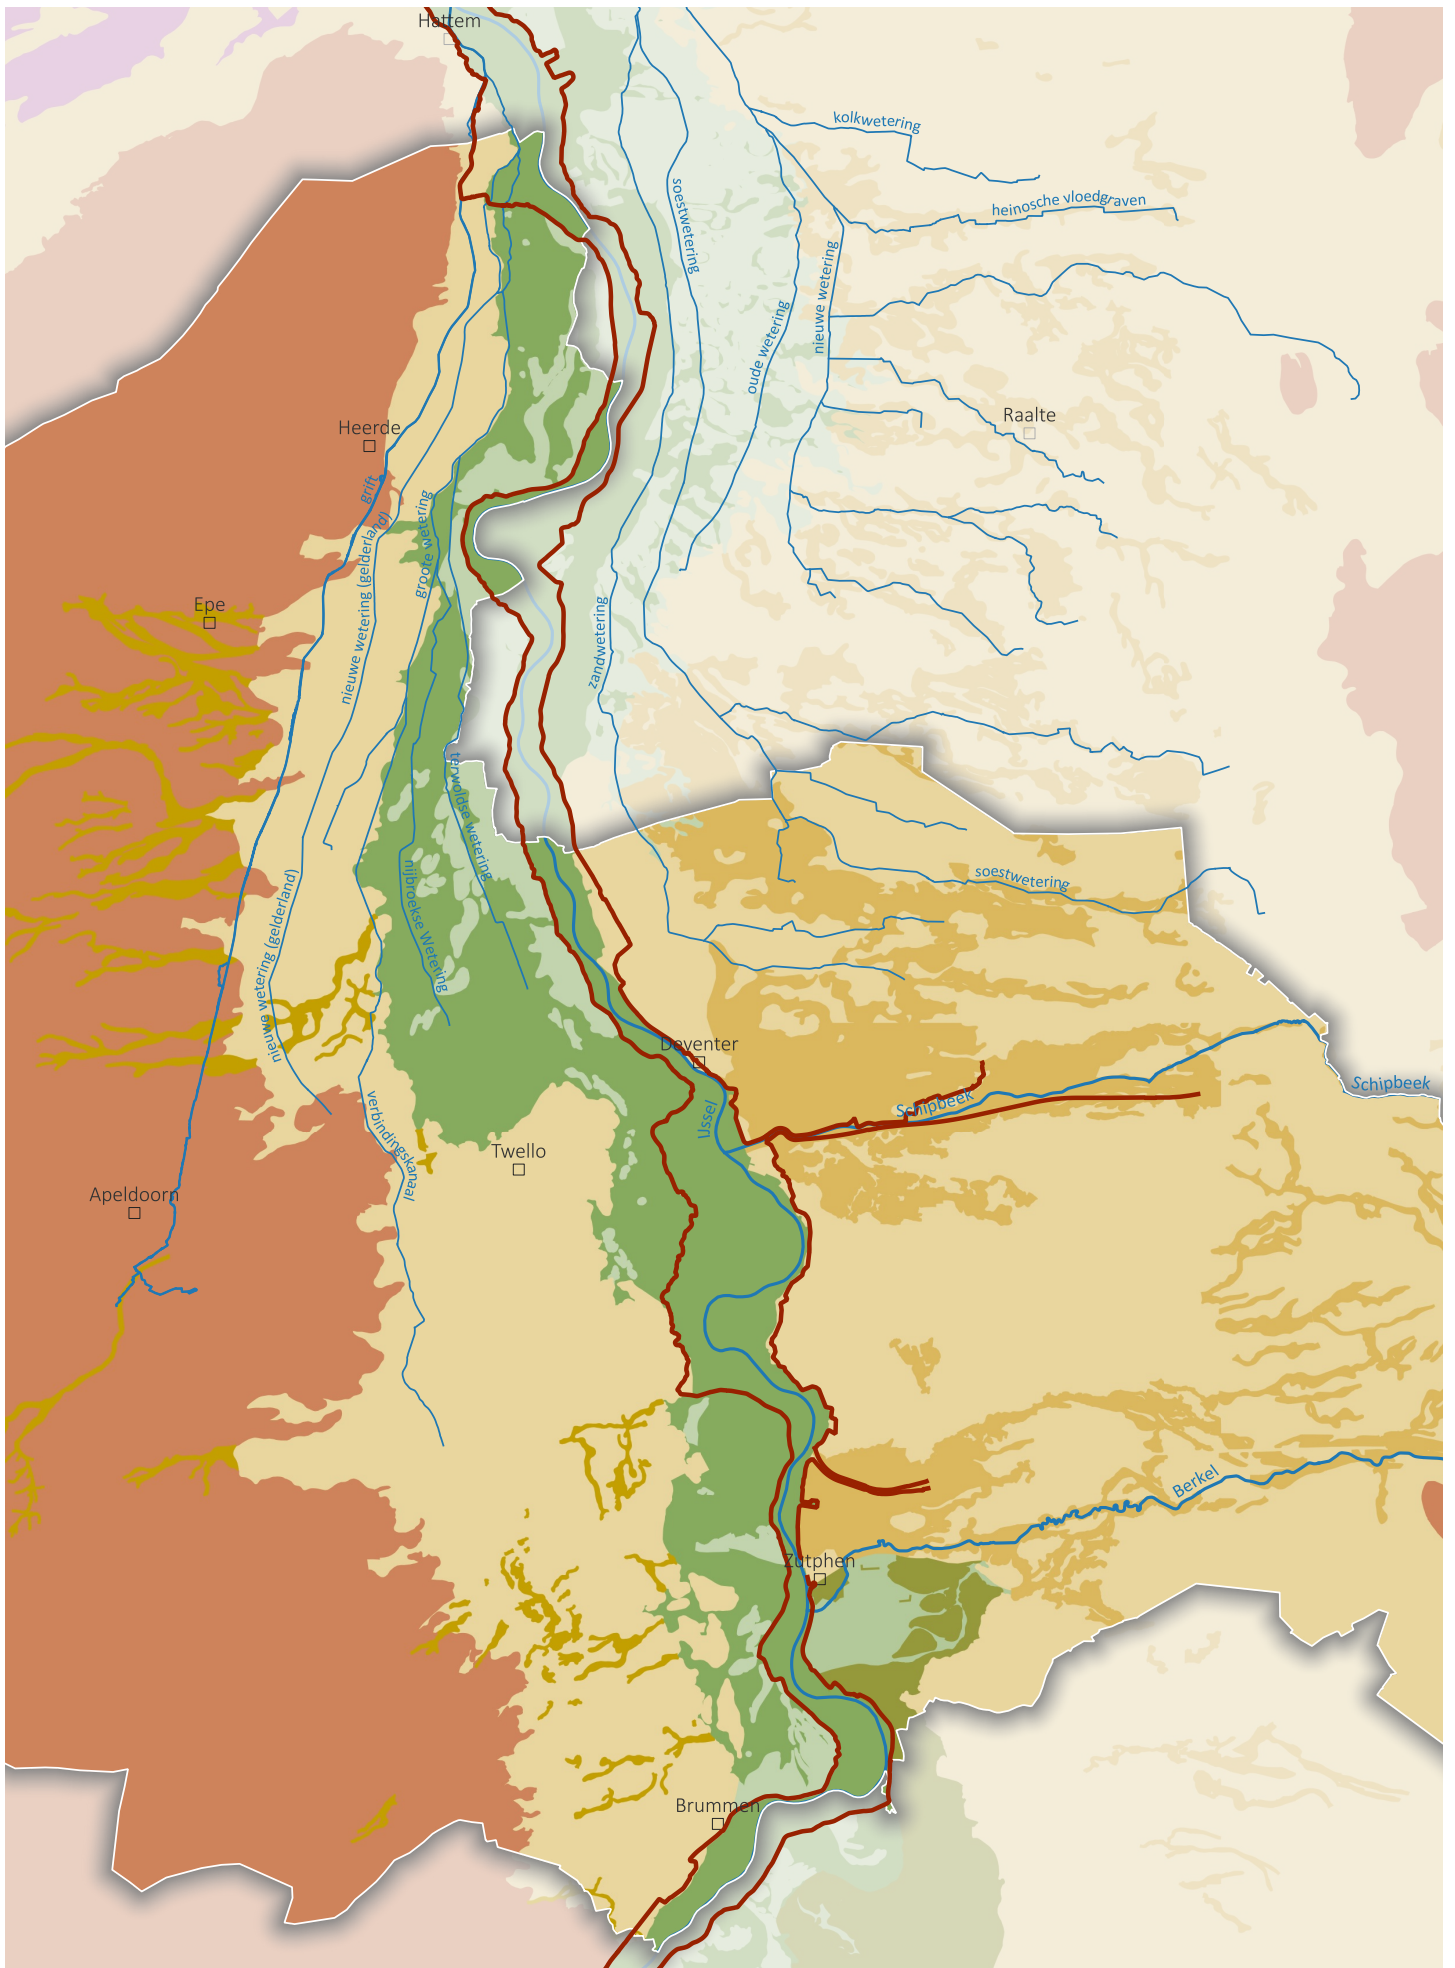 Hattem
kolkwetering
soestwetering
heinosche vloedgraven
nieuwe wetering
oude wetering
Raalte
Heerde
grift
groote wetering
nieuwe wetering (gelderland)
Epe
zandwetering
terwoldse wetering
nijbroekse Wetering
soestwetering
nieuwe wetering (gelderland)
Deventer
Schipbeek
Schipbeek
IJssel
verbindingskanaal
Twello
Apeldoorn
Berkel
Zutphen
Brummen